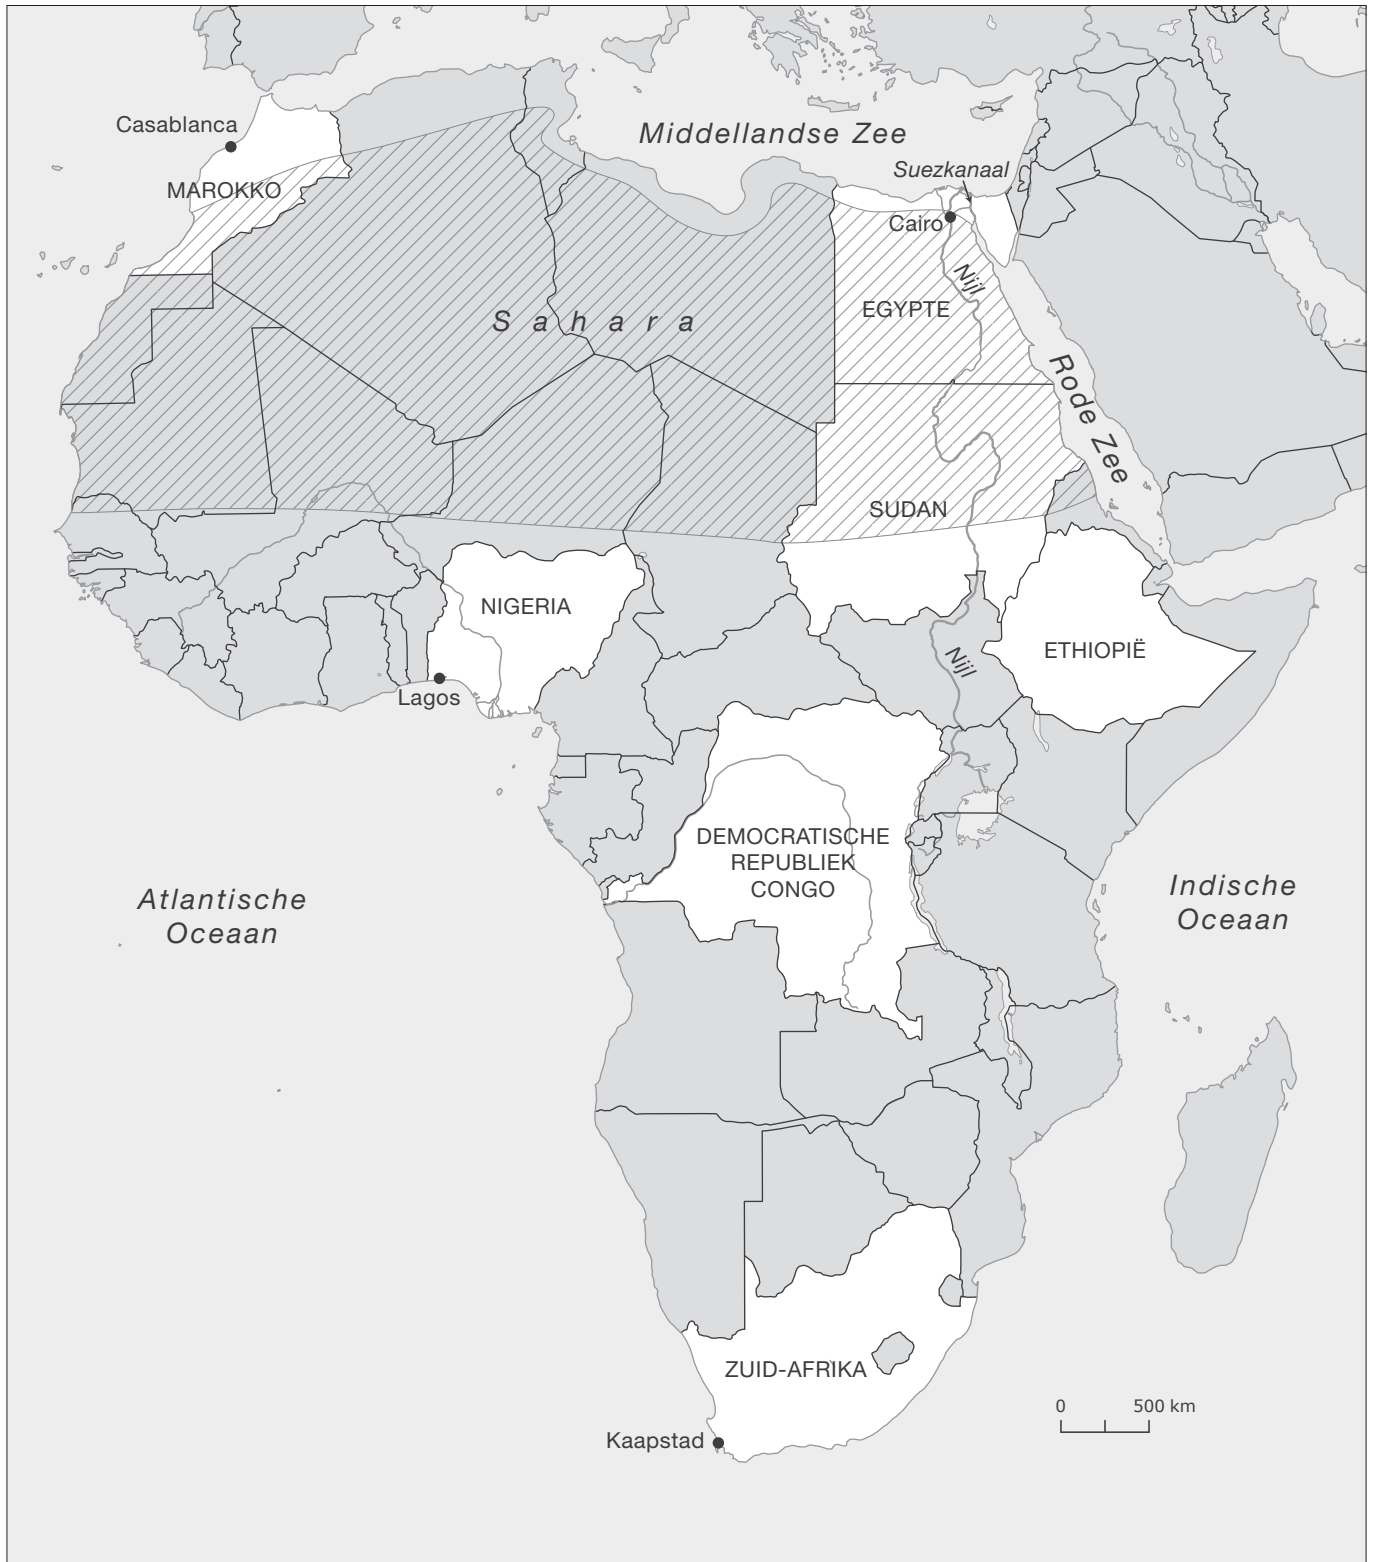 Casablanca
Middellandse Zee
Suezkanaal
MAROKKO
Cairo
Nijl
EGYPTE
Sahara
Rode Zee
SUDAN
NIGERIA
ETHIOPIË
Nijl
Lagos
DEMOCRATISCHE
REPUBLIEK
CONGO
Atlantische
Oceaan
Indische
Oceaan
ZUID-AFRIKA
0 500 km
Kaapstad